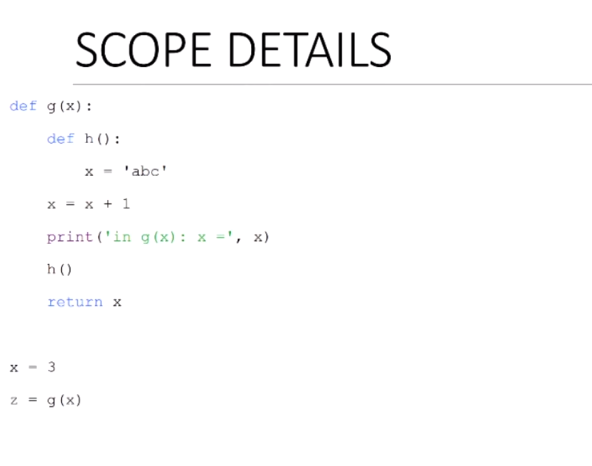 SCOPE DETAILS
def g(x):
    def h():
        x = 'abc'
    x = x + 1
    print('in g(x): x =', x)
    h()
    return x
x = 3
z = g(x)